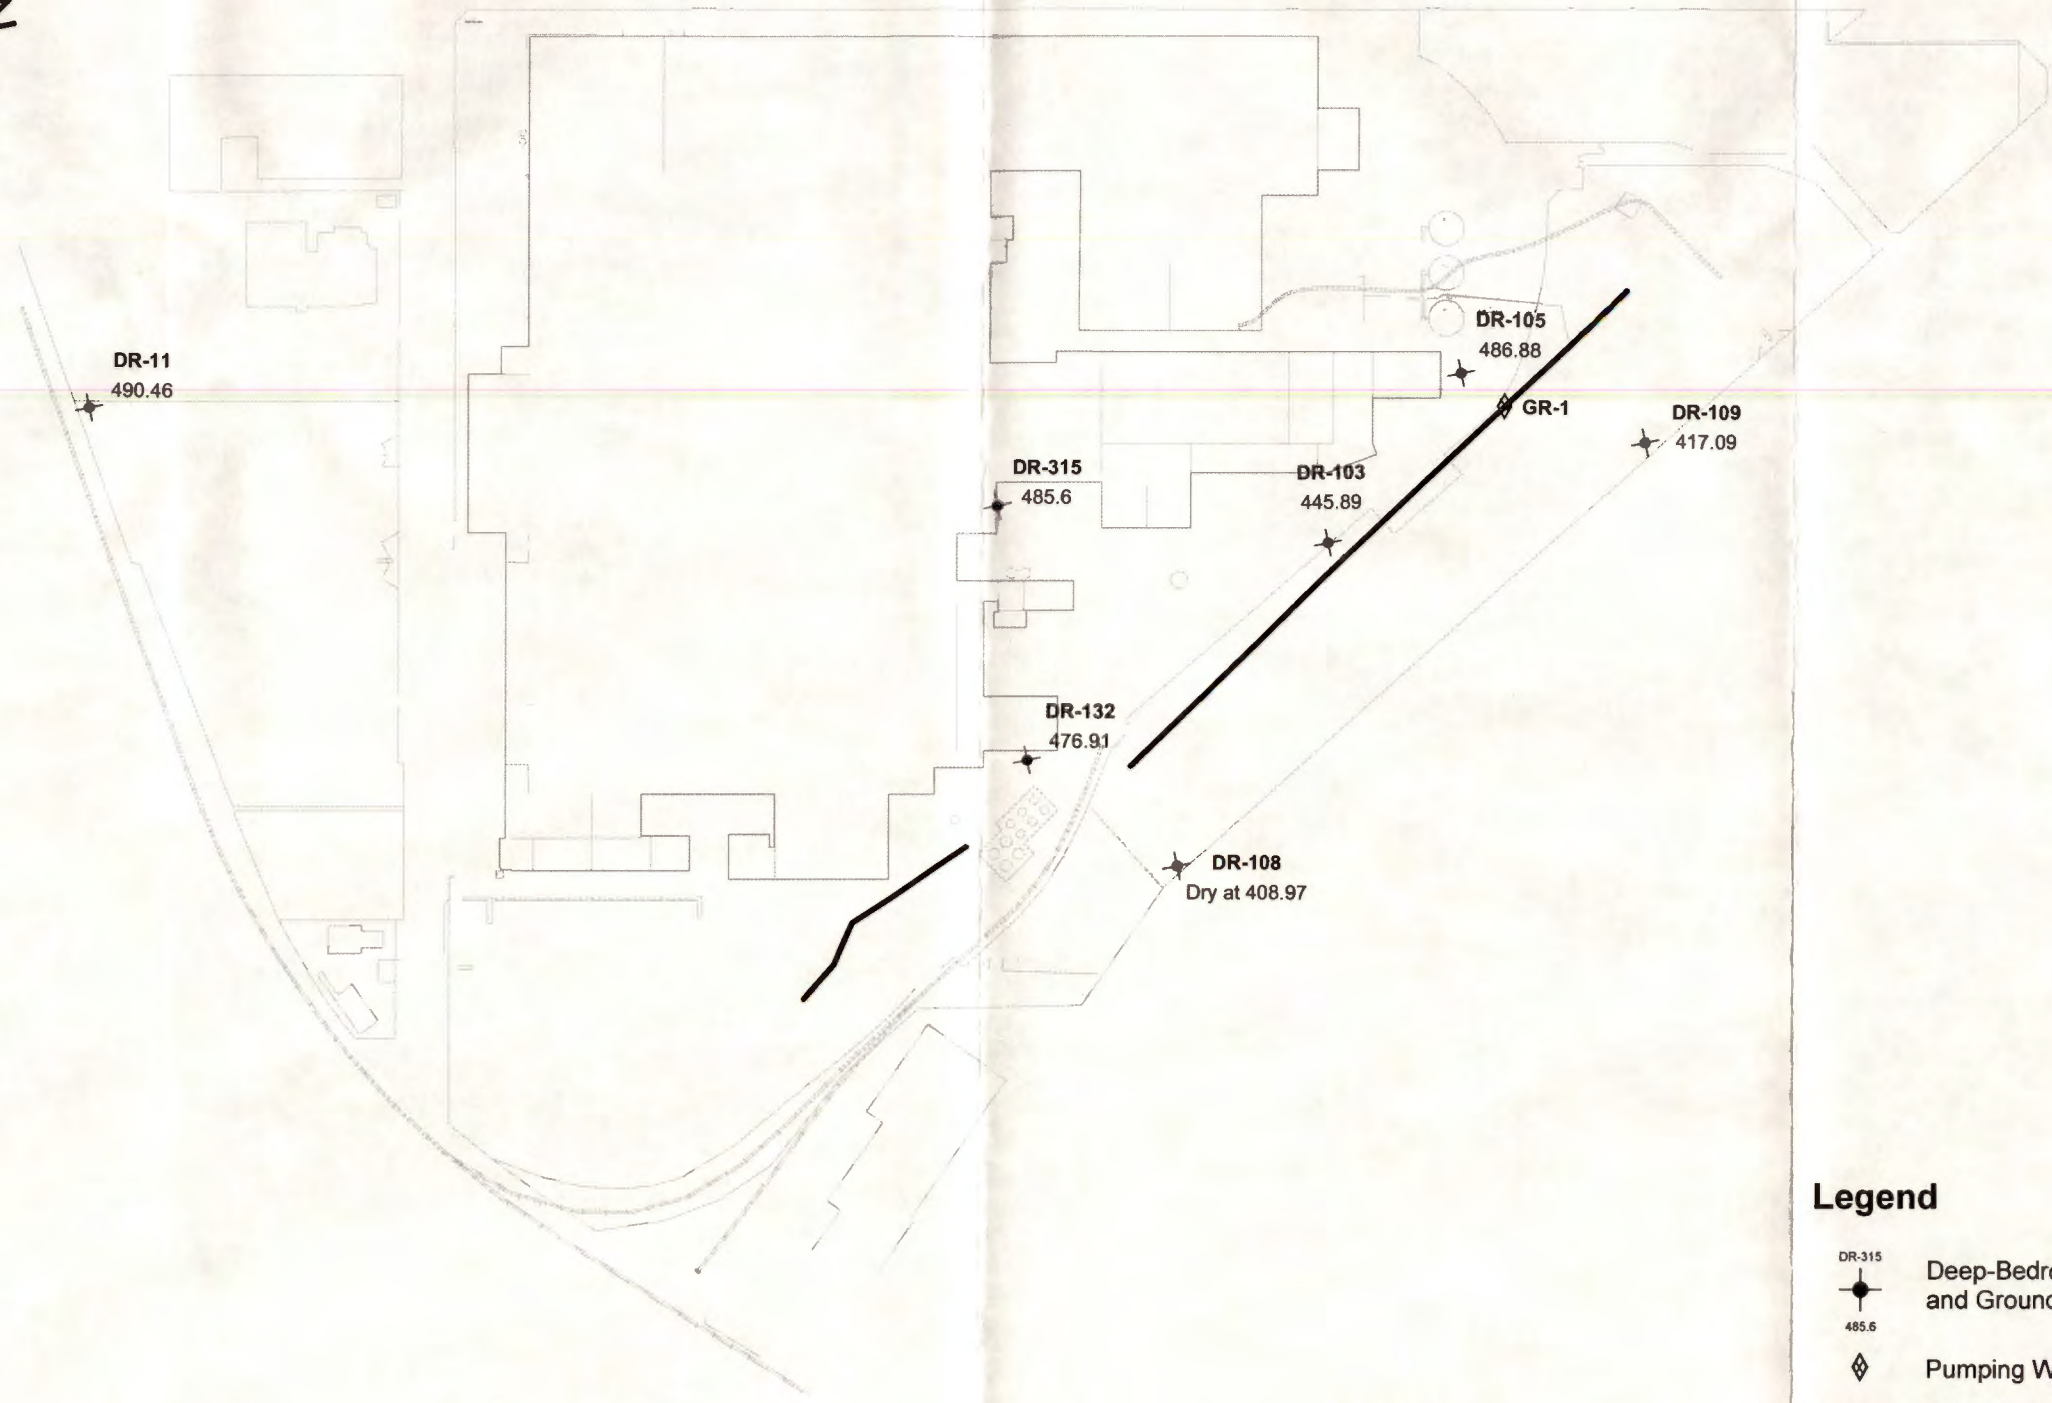 DR-105
486.88
DR-11
490.46
GR-1
DR-109
417.09
DR-315
485.6
DR-103
445.89
DR-132
476.91
DR-108
Dry at 408.97
Legend
DR-315
Deep-Bedro
and Ground
485.6
Pumping W